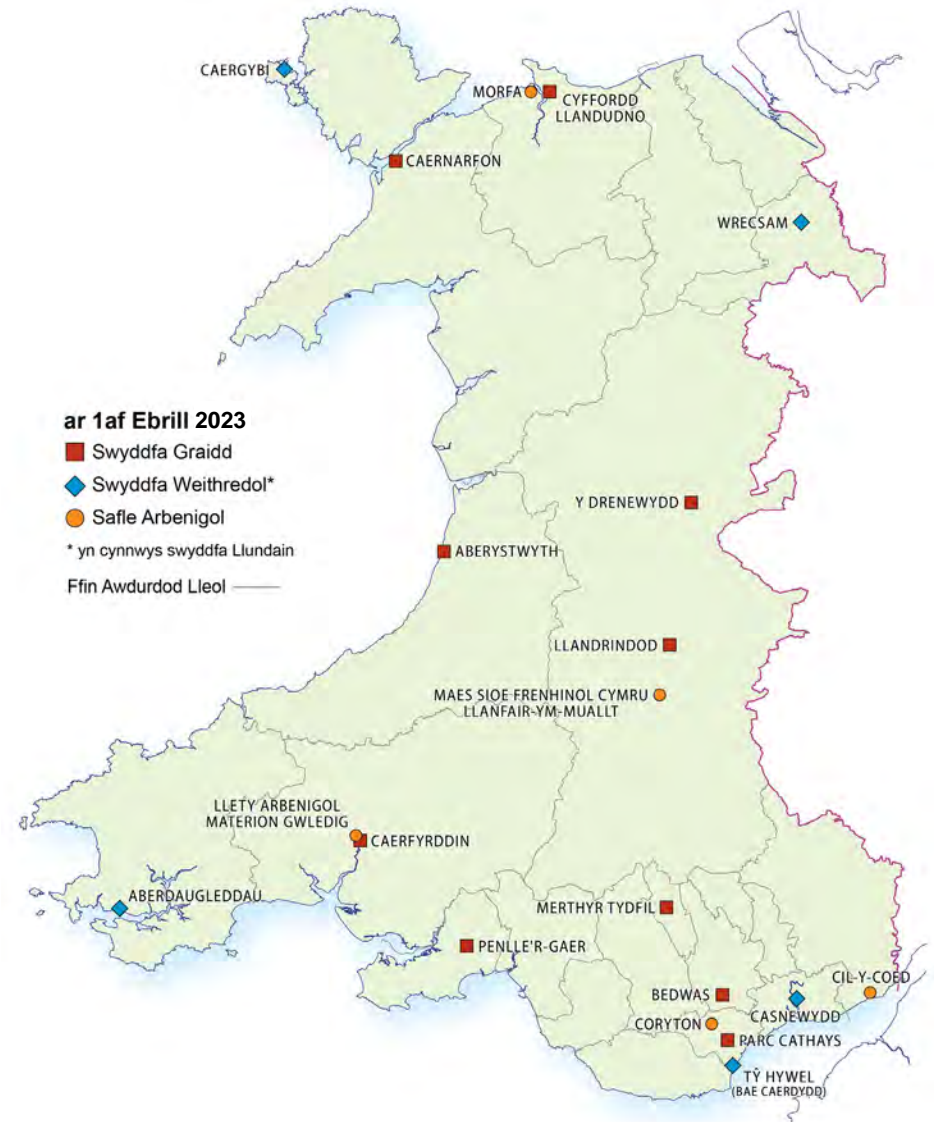 CAERGYBI
MORFA
CYFFORDD
LLANDUDNO
CAERNARFON
WRECSAM
ar 1af Ebrill 2023
Swyddfa Graidd
Swyddfa Weithredol*
Safle Arbenigol
* yn cynnwys swyddfa Llundain
Ffin Awdurdod Lleol
Y DRENEWYDD
ABERYSTWYTH
LLANDRINDOD
MAES SIOE FRENHINOL CYMRU
LLANFAIR-YM-MUALLT
LLETY ARBENIGOL
MATERION GWLEDIG
CAERFYRDDIN
ABERDAUGLEDDAU
MERTHYR TYDFIL
PENLLE'R-GAER
CIL-Y-COED
BEDWAS
CASNEWYDD
CORYTON
PARC CATHAYS
TŶ HYWEL
(BAE CAERDYDD)